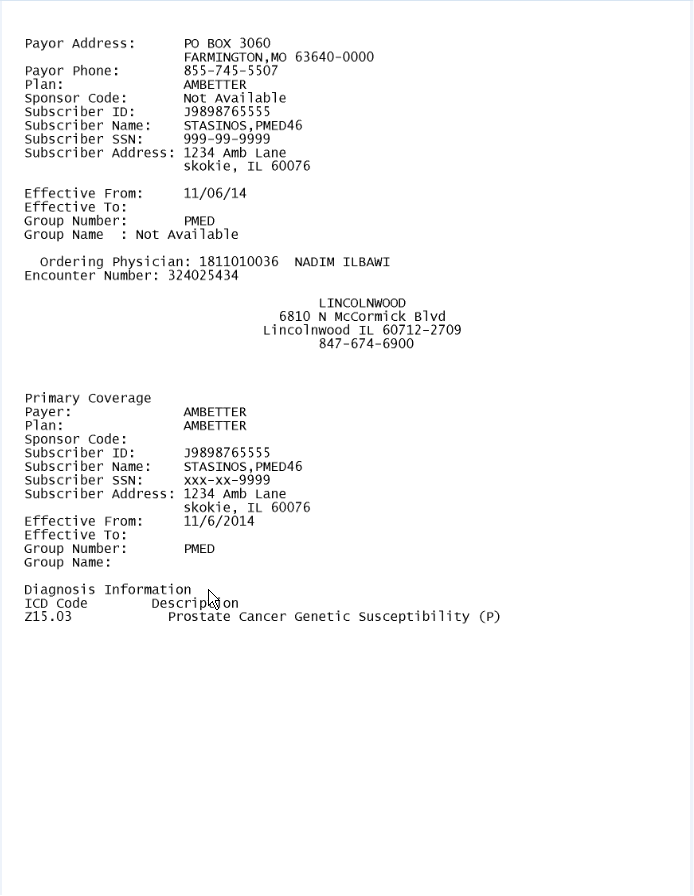 Payor Address: PO BOX 3060
FARMINGTON,MO 63640-0000
Payor Phone: 855-745-5507
Plan: AMBETTER
Sponsor Code: Not Available
Subscriber ID: J9898765555
Subscriber Name: STASINOS,PMED46
Subscriber SSN: 999-99-9999
Subscriber Address: 1234 Amb Lane
skokie, IL 60076
Effective From: 11/06/14
Effective To:
Group Number: PMED
Group Name : Not Available
Ordering Physician: 1811010036 NADIM ILBAWI
Encounter Number: 324025434
LINCOLNWOOD
6810 N McCormick Blvd
Lincolnwood IL 60712-2709
847-674-6900
Primary Coverage
Payer: AMBETTER
Plan: AMBETTER
Sponsor Code:
Subscriber ID: J9898765555
Subscriber Name: STASINOS,PMED46
Subscriber SSN: xxx-xx-9999
Subscriber Address: 1234 Amb Lane
skokie, IL 60076
Effective From: 11/6/2014
Effective To:
Group Number: PMED
Group Name:
Diagnosis Information
ICD Code Description
Z15.03 Prostate Cancer Genetic Susceptibility (P)